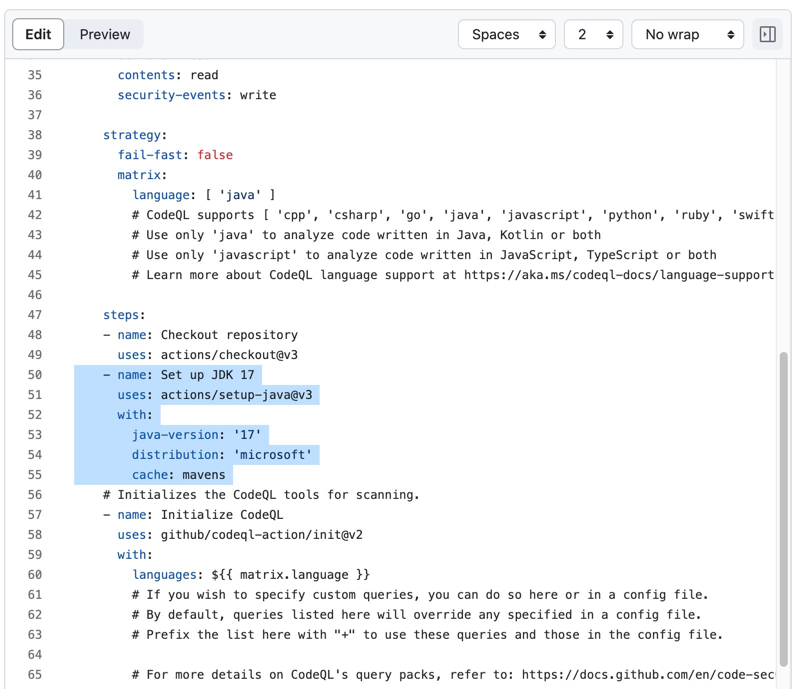 Edit Preview Spaces 2 No wrap
35 contents: read
36 security-events: write
37
38 strategy:
39 fail-fast: false
40 matrix:
41 language: [ 'java' ]
42 # CodeQL supports [ 'cpp', 'csharp', 'go', 'java', 'javascript', 'python', 'ruby', 'swift
43 # Use only 'java' to analyze code written in Java, Kotlin or both
44 # Use only 'javascript' to analyze code written in JavaScript, TypeScript or both
45 # Learn more about CodeQL language support at https://aka.ms/codeql-docs/language-support
46
47 steps:
48 - name: Checkout repository
49 uses: actions/checkout@v3
50 - name: Set up JDK 17
51 uses: actions/setup-java@v3
52 with:
53 java-version: '17'
54 distribution: 'microsoft'
55 cache: mavens
56 # Initializes the CodeQL tools for scanning.
57 - name: Initialize CodeQL
58 uses: github/codeql-action/init@v2
59 with:
60 languages: ${{ matrix.language }}
61 # If you wish to specify custom queries, you can do so here or in a config file.
62 # By default, queries listed here will override any specified in a config file.
63 # Prefix the list here with "+" to use these queries and those in the config file.
64
65 # For more details on CodeQL's query packs, refer to: https://docs.github.com/en/code-sec